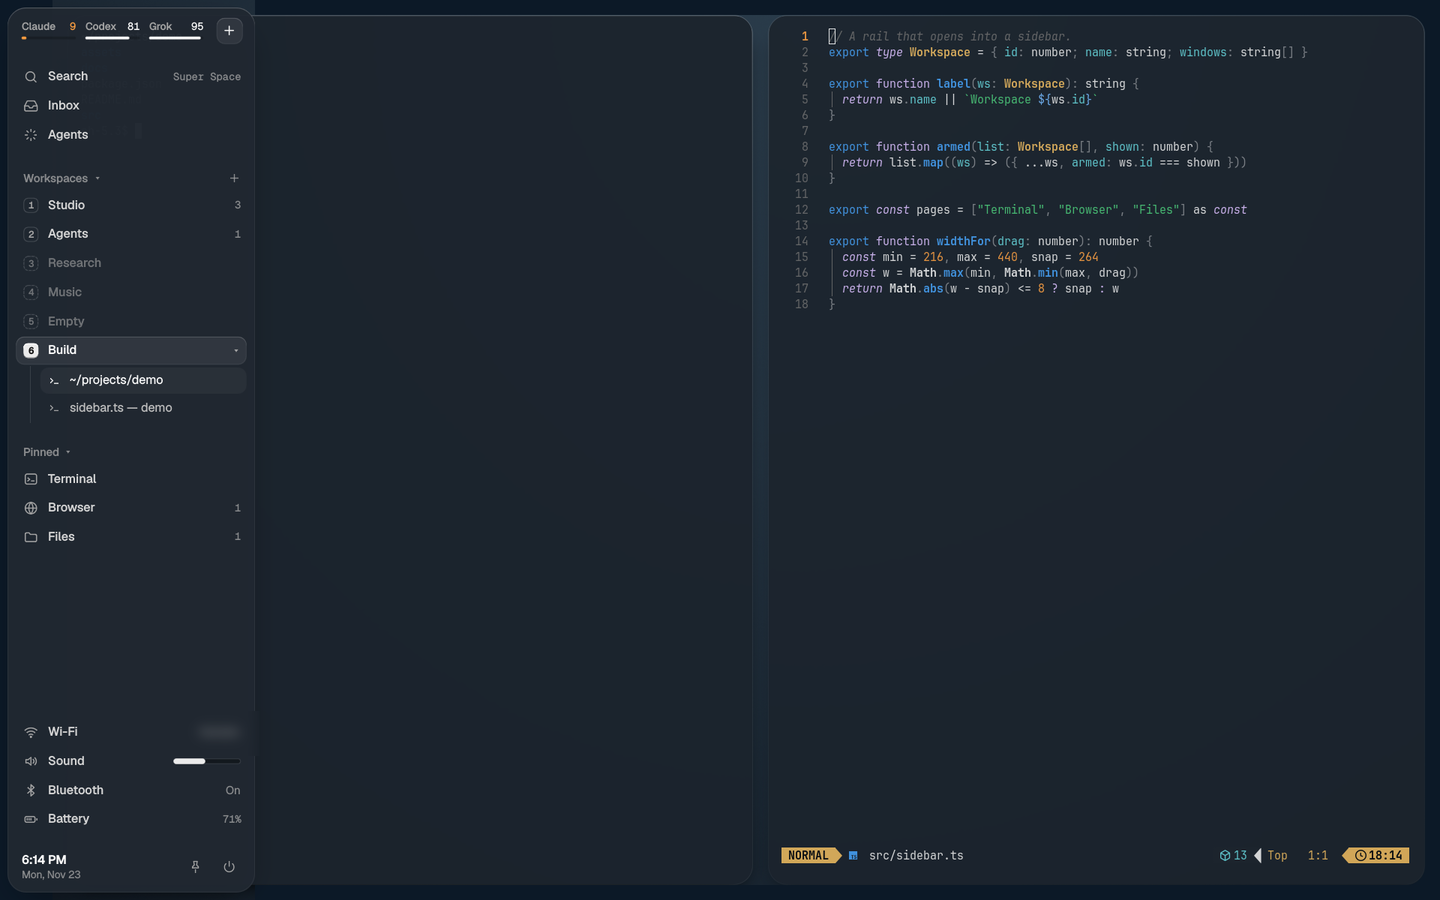 Claude 9 Codex 81 Grok 95 +
Search Super Space
Inbox
Agents
Workspaces +
1 Studio 3
2 Agents 1
3 Research
4 Music
5 Empty
6 Build
~/projects/demo
sidebar.ts — demo
Pinned
Terminal
Browser 1
Files 1
Wi-Fi
Sound
Bluetooth On
Battery 71%
6:14 PM
Mon, Nov 23
1 // A rail that opens into a sidebar.
2 export type Workspace = { id: number; name: string; windows: string[] }
3
4 export function label(ws: Workspace): string {
5 return ws.name || `Workspace ${ws.id}`
6 }
7
8 export function armed(list: Workspace[], shown: number) {
9 return list.map((ws) => ({ ...ws, armed: ws.id === shown }))
10 }
11
12 export const pages = ["Terminal", "Browser", "Files"] as const
13
14 export function widthFor(drag: number): number {
15 const min = 216, max = 440, snap = 264
16 const w = Math.max(min, Math.min(max, drag))
17 return Math.abs(w - snap) <= 8 ? snap : w
18 }
NORMAL src/sidebar.ts 13 Top 1:1 18:14